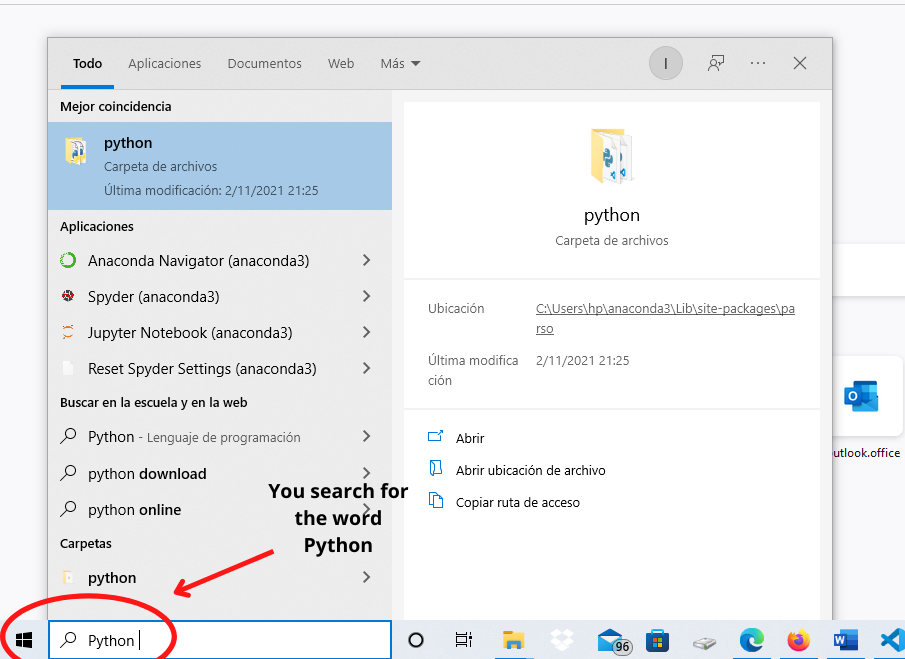 Todo Aplicaciones Documentos Web Más I ...
Mejor coincidencia
python
Carpeta de archivos
Última modificación: 2/11/2021 21:25
Aplicaciones
Anaconda Navigator (anaconda3)
Spyder (anaconda3)
Jupyter Notebook (anaconda3)
Reset Spyder Settings (anaconda3)
Buscar en la escuela y en la web
Python - Lenguaje de programación
python download
python online
Carpetas
python
python
Carpeta de archivos
Ubicación C:\Users\hp\anaconda3\Lib\site-packages\pa
rso
Última modifica 2/11/2021 21:25
ción
Abrir
Abrir ubicación de archivo
Copiar ruta de acceso
You search for
the word
Python
utlook.office
Python
96